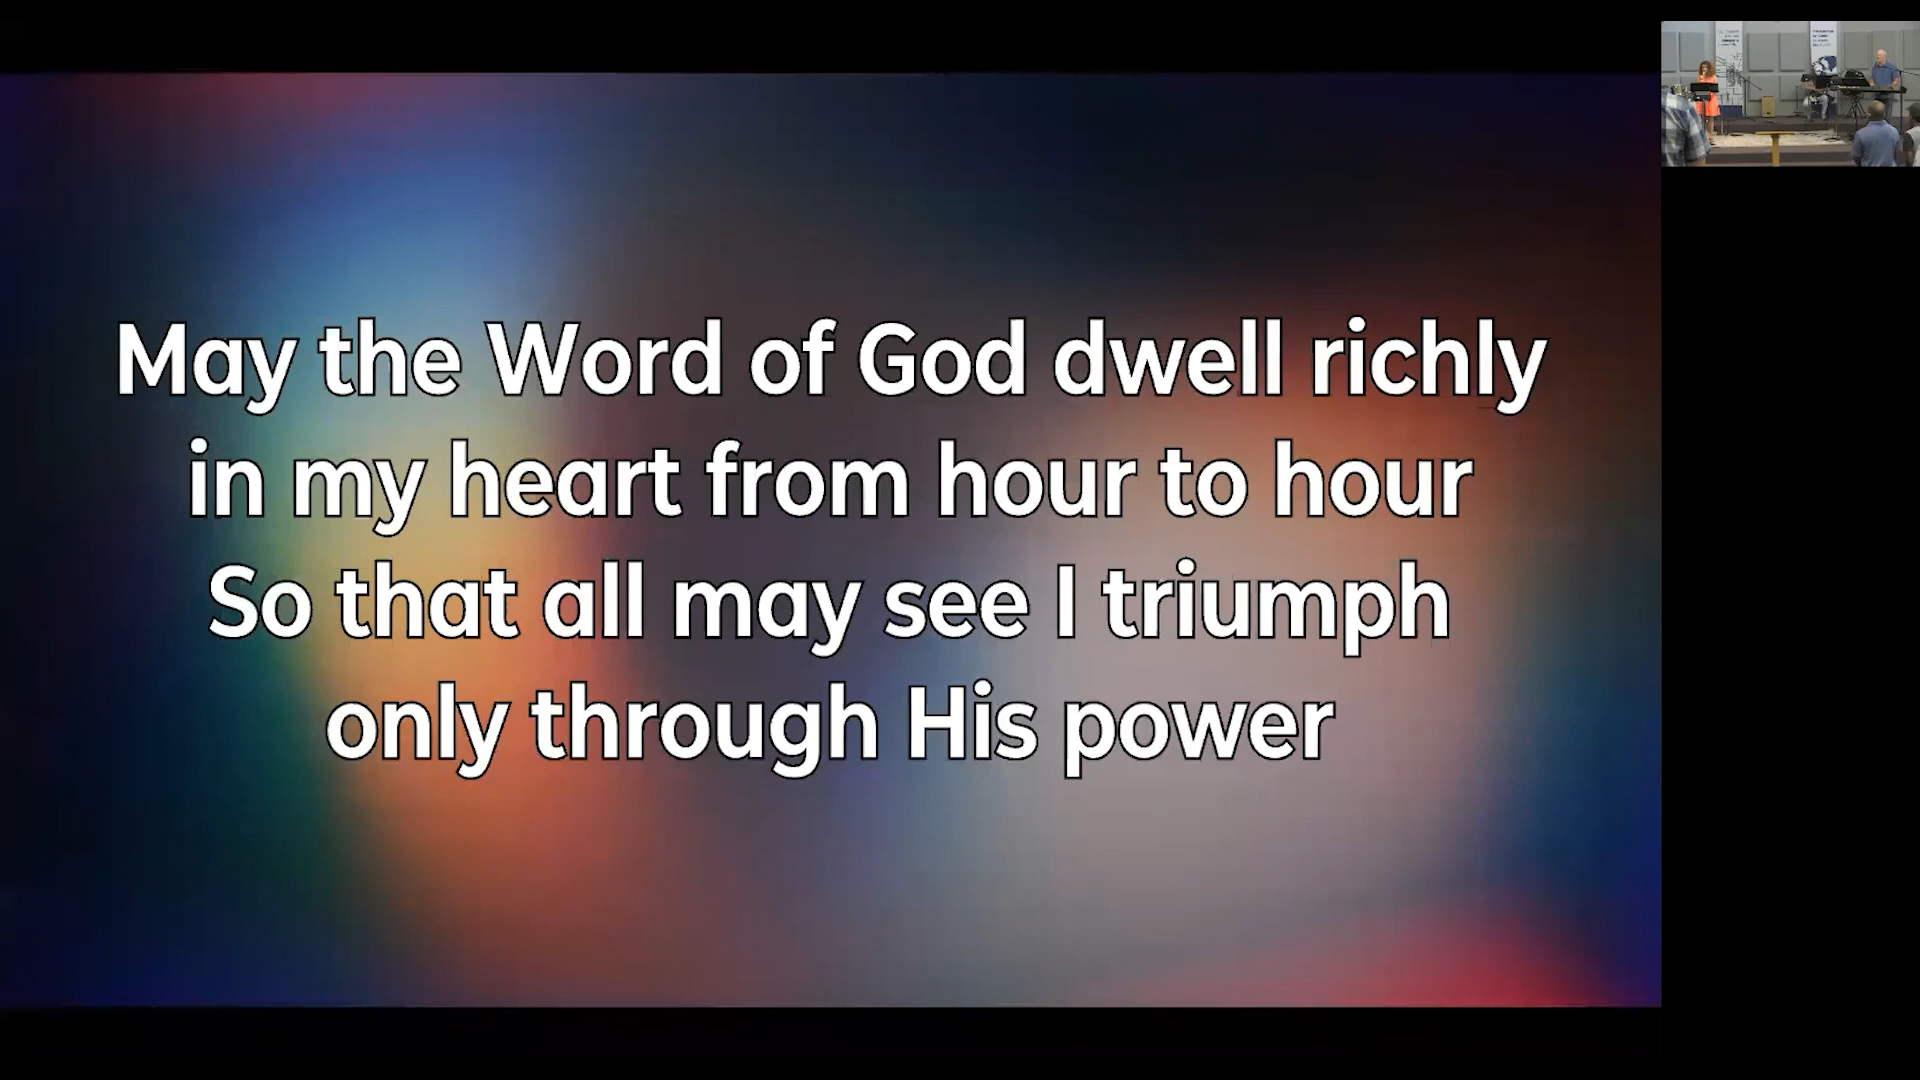 May the Word of God dwell richly
in my heart from hour to hour
So that all may see I triumph
only through His power